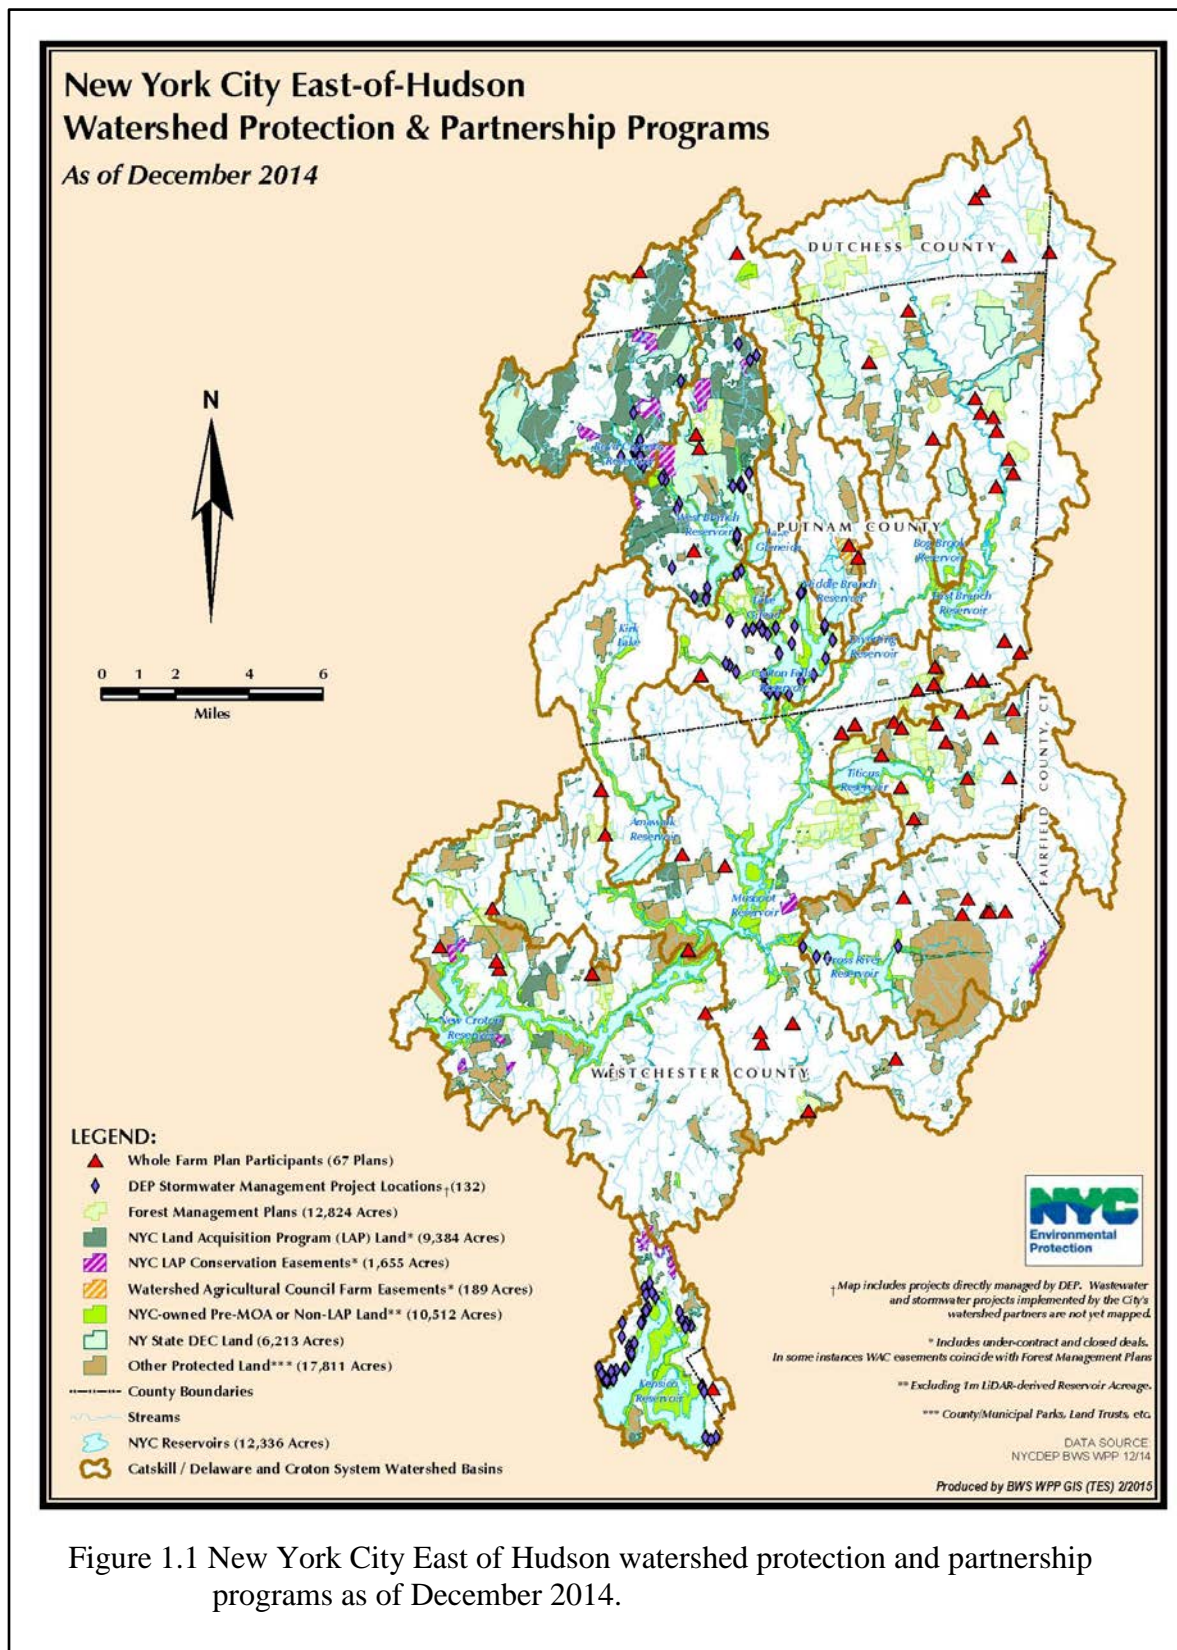 New York City East-of-Hudson
Watershed Protection & Partnership Programs
As of December 2014
DUTCHESS COUNTY
N
0 1 2 4 6
Miles
Reservoir
West Branch
Reservoir
PUTNAM COUNTY
Lake
Gleneida
Bog Brook
Reservoir
Middle Branch
Reservoir
East Branch
Reservoir
Lake
Gilead
Kirk
Lake
Diverting
Reservoir
Croton Falls
Reservoir
FAIRFIELD COUNTY, CT
Titicus
Reservoir
Amawalk
Reservoir
Muscoot
Reservoir
Cross River
Reservoir
New Croton
Reservoir
WESTCHESTER COUNTY
Kensico
Reservoir
LEGEND:
Whole Farm Plan Participants (67 Plans)
DEP Stormwater Management Project Locations†(132)
Forest Management Plans (12,824 Acres)
NYC Land Acquisition Program (LAP) Land* (9,384 Acres)
NYC LAP Conservation Easements* (1,655 Acres)
Watershed Agricultural Council Farm Easements* (189 Acres)
NYC-owned Pre-MOA or Non-LAP Land** (10,512 Acres)
NY State DEC Land (6,213 Acres)
Other Protected Land*** (17,811 Acres)
County Boundaries
Streams
NYC Reservoirs (12,336 Acres)
Catskill / Delaware and Croton System Watershed Basins
NYC
Environmental
Protection
†Map includes projects directly managed by DEP. Wastewater
and stormwater projects implemented by the City's
watershed partners are not yet mapped.
* Includes under-contract and closed deals.
In some instances WAC easements coincide with Forest Management Plans
** Excluding 1m LiDAR-derived Reservoir Acreage.
*** County/Municipal Parks, Land Trusts, etc.
DATA SOURCE:
NYCDEP BWS WPP 12/14
Produced by BWS WPP GIS (TES) 2/2015
Figure 1.1 New York City East of Hudson watershed protection and partnership
programs as of December 2014.